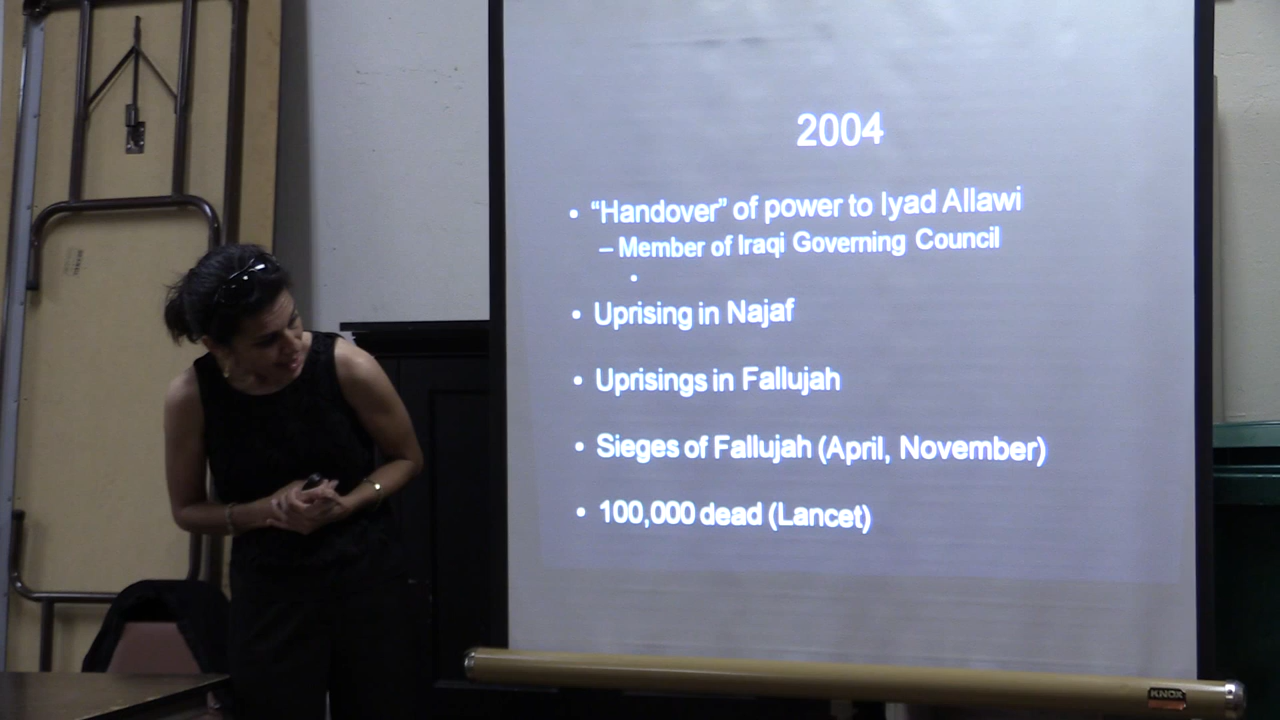 2004
• “Handover” of power to Iyad Allawi
– Member of Iraqi Governing Council
•
• Uprising in Najaf
• Uprisings in Fallujah
• Sieges of Fallujah (April, November)
• 100,000 dead (Lancet)
KNOX